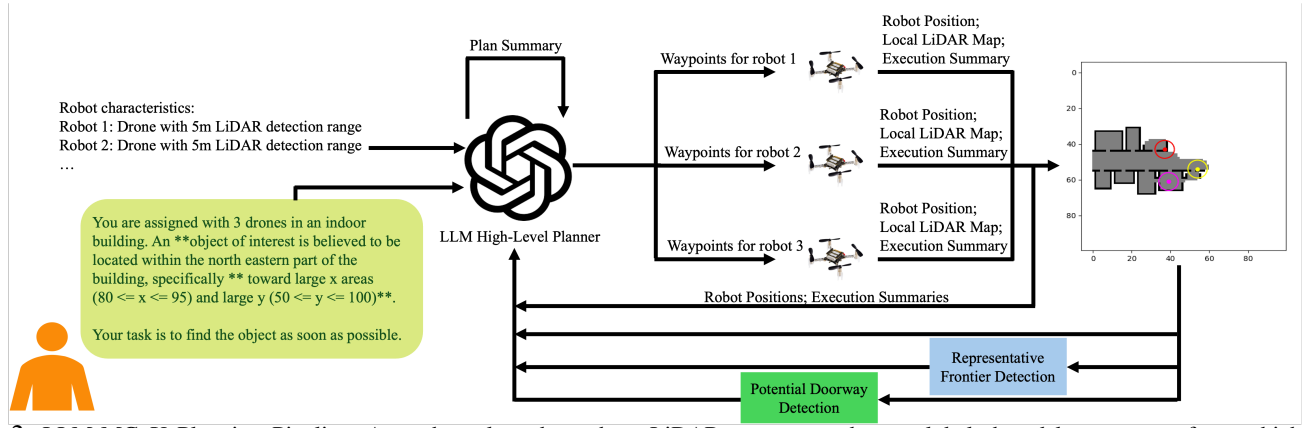 Plan Summary
Robot characteristics:
Robot 1: Drone with 5m LiDAR detection range
Robot 2: Drone with 5m LiDAR detection range
...
You are assigned with 3 drones in an indoor
building. An **object of interest is believed to be
located within the north eastern part of the
building, specifically ** toward large x areas
(80 <= x <= 95) and large y (50 <= y <= 100)**.
Your task is to find the object as soon as possible.
LLM High-Level Planner
Waypoints for robot 1
Waypoints for robot 2
Waypoints for robot 3
Robot Position;
Local LiDAR Map;
Execution Summary
Robot Position;
Local LiDAR Map;
Execution Summary
Robot Position;
Local LiDAR Map;
Execution Summary
0
20
40
60
80
0 20 40 60 80
Robot Positions; Execution Summaries
Representative
Frontier Detection
Potential Doorway
Detection